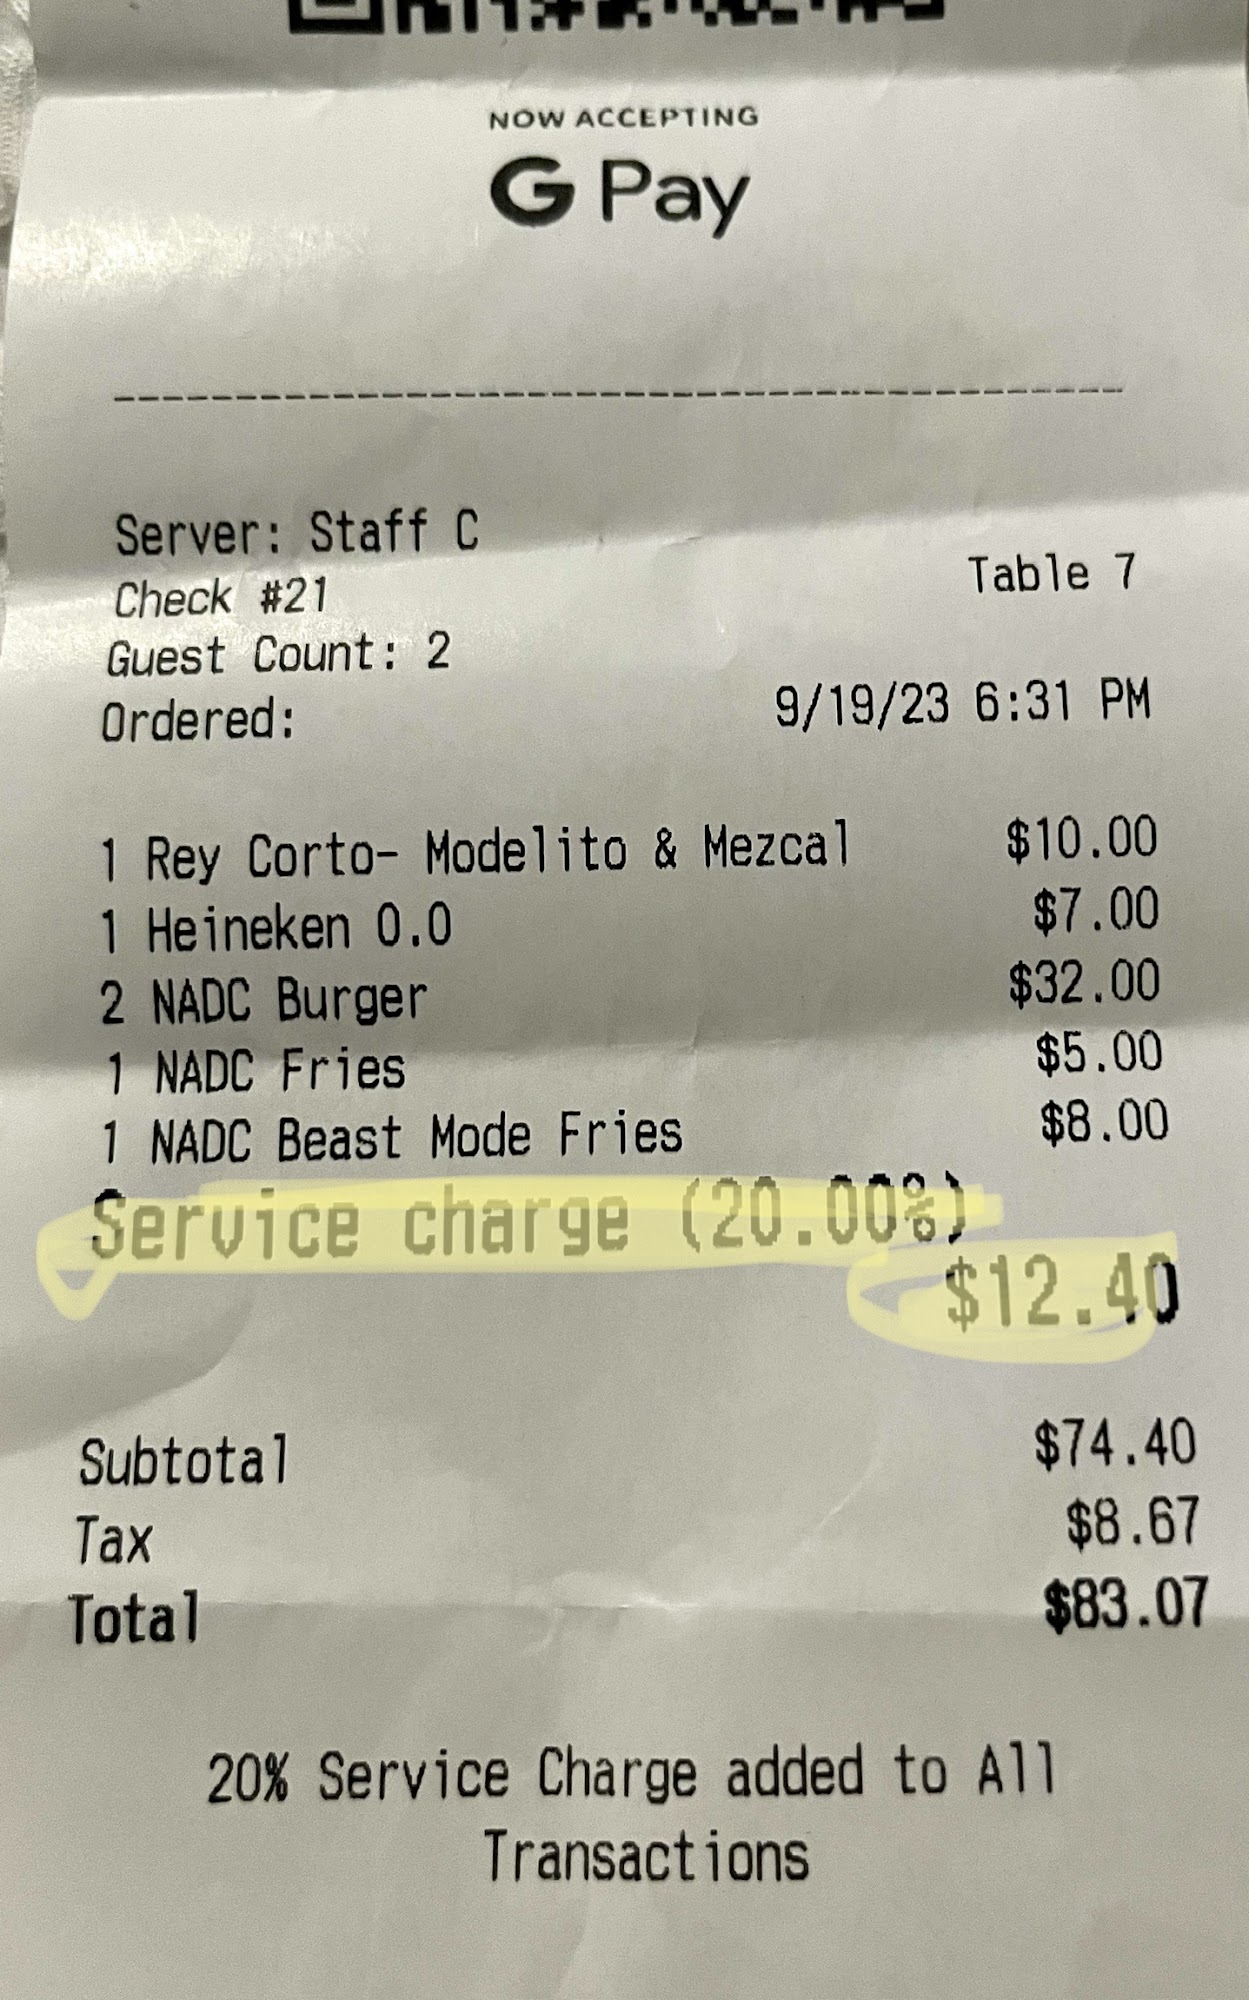 NOW ACCEPTING
G Pay
Server: Staff C
Check #21
Table 7
Guest Count: 2
Ordered: 9/19/23 6:31 PM
1 Rey Corto- Modelito & Mezcal $10.00
1 Heineken 0.0 $7.00
2 NADC Burger $32.00
1 NADC Fries $5.00
1 NADC Beast Mode Fries $8.00
Service charge (20.00%)
$12.40
Subtotal $74.40
Tax $8.67
Total $83.07
20% Service Charge added to All
Transactions